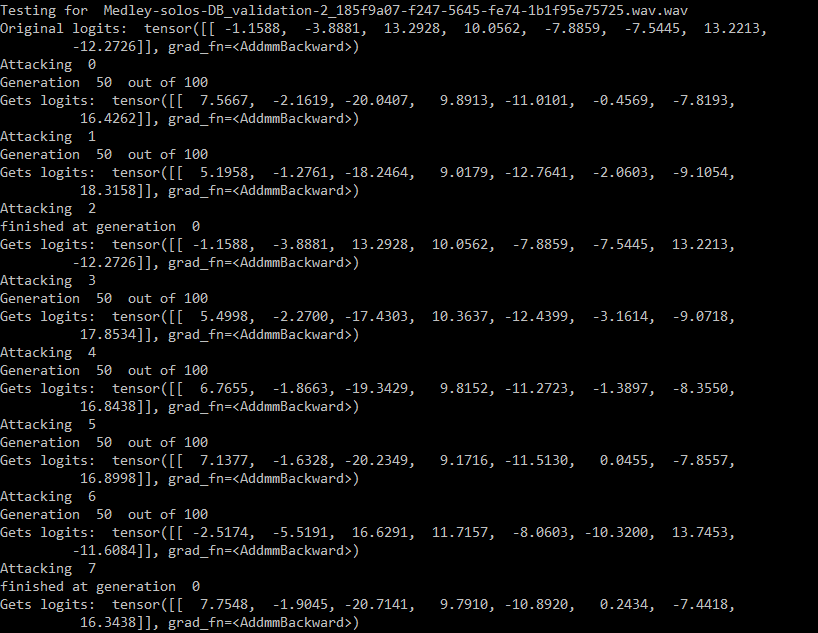 Testing for  Medley-solos-DB_validation-2_185f9a07-f247-5645-fe74-1b1f95e75725.wav.wav
Original logits:  tensor([[ -1.1588,  -3.8881,  13.2928,  10.0562,  -7.8859,  -7.5445,  13.2213,
         -12.2726]], grad_fn=<AddmmBackward>)
Attacking  0
Generation  50  out of 100
Gets logits:  tensor([[  7.5667,  -2.1619, -20.0407,   9.8913, -11.0101,  -0.4569,  -7.8193,
          16.4262]], grad_fn=<AddmmBackward>)
Attacking  1
Generation  50  out of 100
Gets logits:  tensor([[  5.1958,  -1.2761, -18.2464,   9.0179, -12.7641,  -2.0603,  -9.1054,
          18.3158]], grad_fn=<AddmmBackward>)
Attacking  2
finished at generation  0
Gets logits:  tensor([[ -1.1588,  -3.8881,  13.2928,  10.0562,  -7.8859,  -7.5445,  13.2213,
         -12.2726]], grad_fn=<AddmmBackward>)
Attacking  3
Generation  50  out of 100
Gets logits:  tensor([[  5.4998,  -2.2700, -17.4303,  10.3637, -12.4399,  -3.1614,  -9.0718,
          17.8534]], grad_fn=<AddmmBackward>)
Attacking  4
Generation  50  out of 100
Gets logits:  tensor([[  6.7655,  -1.8663, -19.3429,   9.8152, -11.2723,  -1.3897,  -8.3550,
          16.8438]], grad_fn=<AddmmBackward>)
Attacking  5
Generation  50  out of 100
Gets logits:  tensor([[  7.1377,  -1.6328, -20.2349,   9.1716, -11.5130,   0.0455,  -7.8557,
          16.8998]], grad_fn=<AddmmBackward>)
Attacking  6
Generation  50  out of 100
Gets logits:  tensor([[ -2.5174,  -5.5191,  16.6291,  11.7157,  -8.0603, -10.3200,  13.7453,
         -11.6084]], grad_fn=<AddmmBackward>)
Attacking  7
finished at generation  0
Gets logits:  tensor([[  7.7548,  -1.9045, -20.7141,   9.7910, -10.8920,   0.2434,  -7.4418,
          16.3438]], grad_fn=<AddmmBackward>)